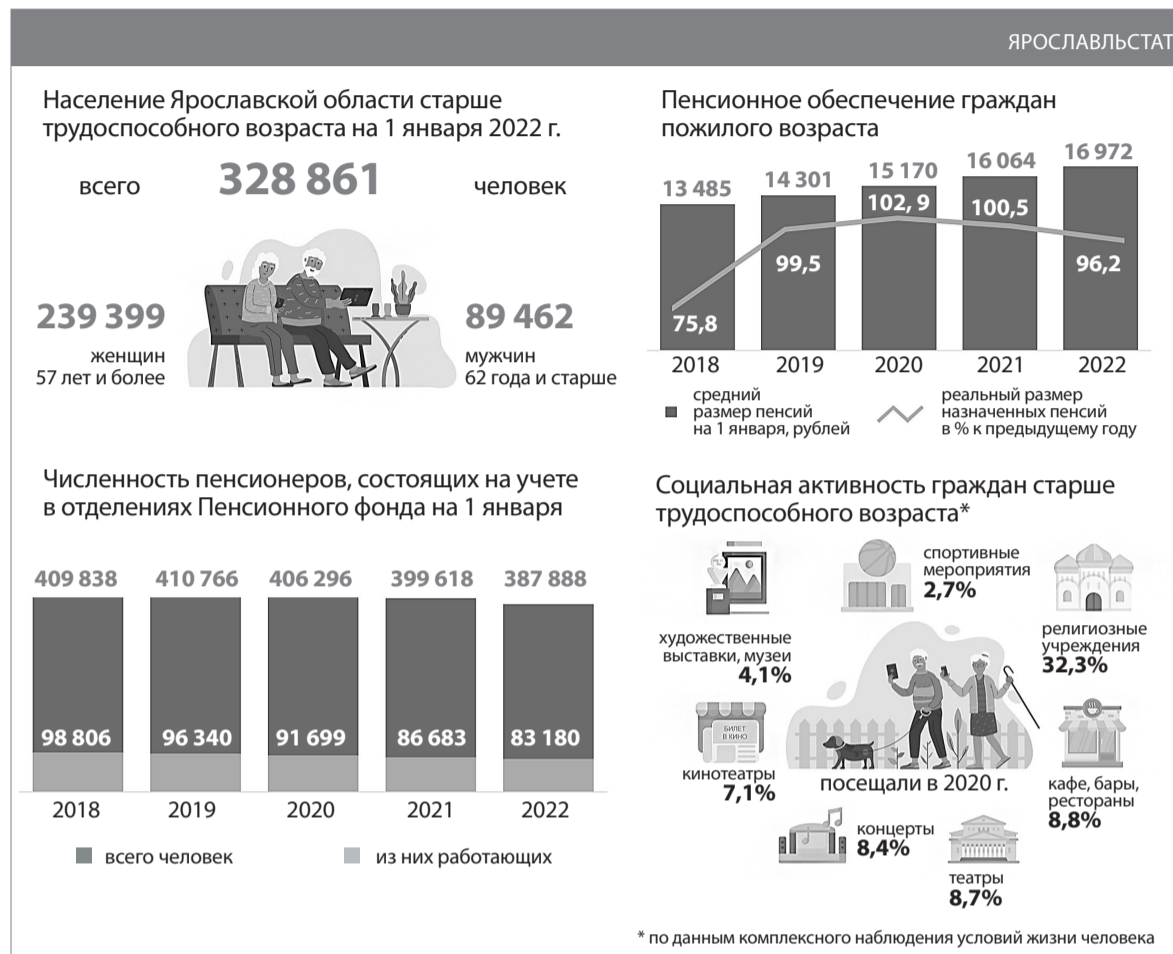 ЯРОСЛАВЛЬСТАТ
Население Ярославской области старше
трудоспособного возраста на 1 января 2022 г.
всего 328 861 человек
239 399
женщин
57 лет и более
89 462
мужчин
62 года и старше
Пенсионное обеспечение граждан
пожилого возраста
13 485 14 301 15 170 16 064 16 972
75,8 99,5 102, 9 100,5 96,2
2018 2019 2020 2021 2022
средний
размер пенсий
на 1 января, рублей
реальный размер
назначенных пенсий
в % к предыдущему году
Численность пенсионеров, состоящих на учете
в отделениях Пенсионного фонда на 1 января
409 838 410 766 406 296 399 618 387 888
98 806 96 340 91 699 86 683 83 180
2018 2019 2020 2021 2022
всего человек
из них работающих
Социальная активность граждан старше
трудоспособного возраста*
спортивные
мероприятия
2,7%
художественные
выставки, музеи
4,1%
религиозные
учреждения
32,3%
БИЛЕТ
В КИНО
кинотеатры
7,1%
посещали в 2020 г.
кафе, бары,
рестораны
8,8%
концерты
8,4%
театры
8,7%
* по данным комплексного наблюдения условий жизни человека